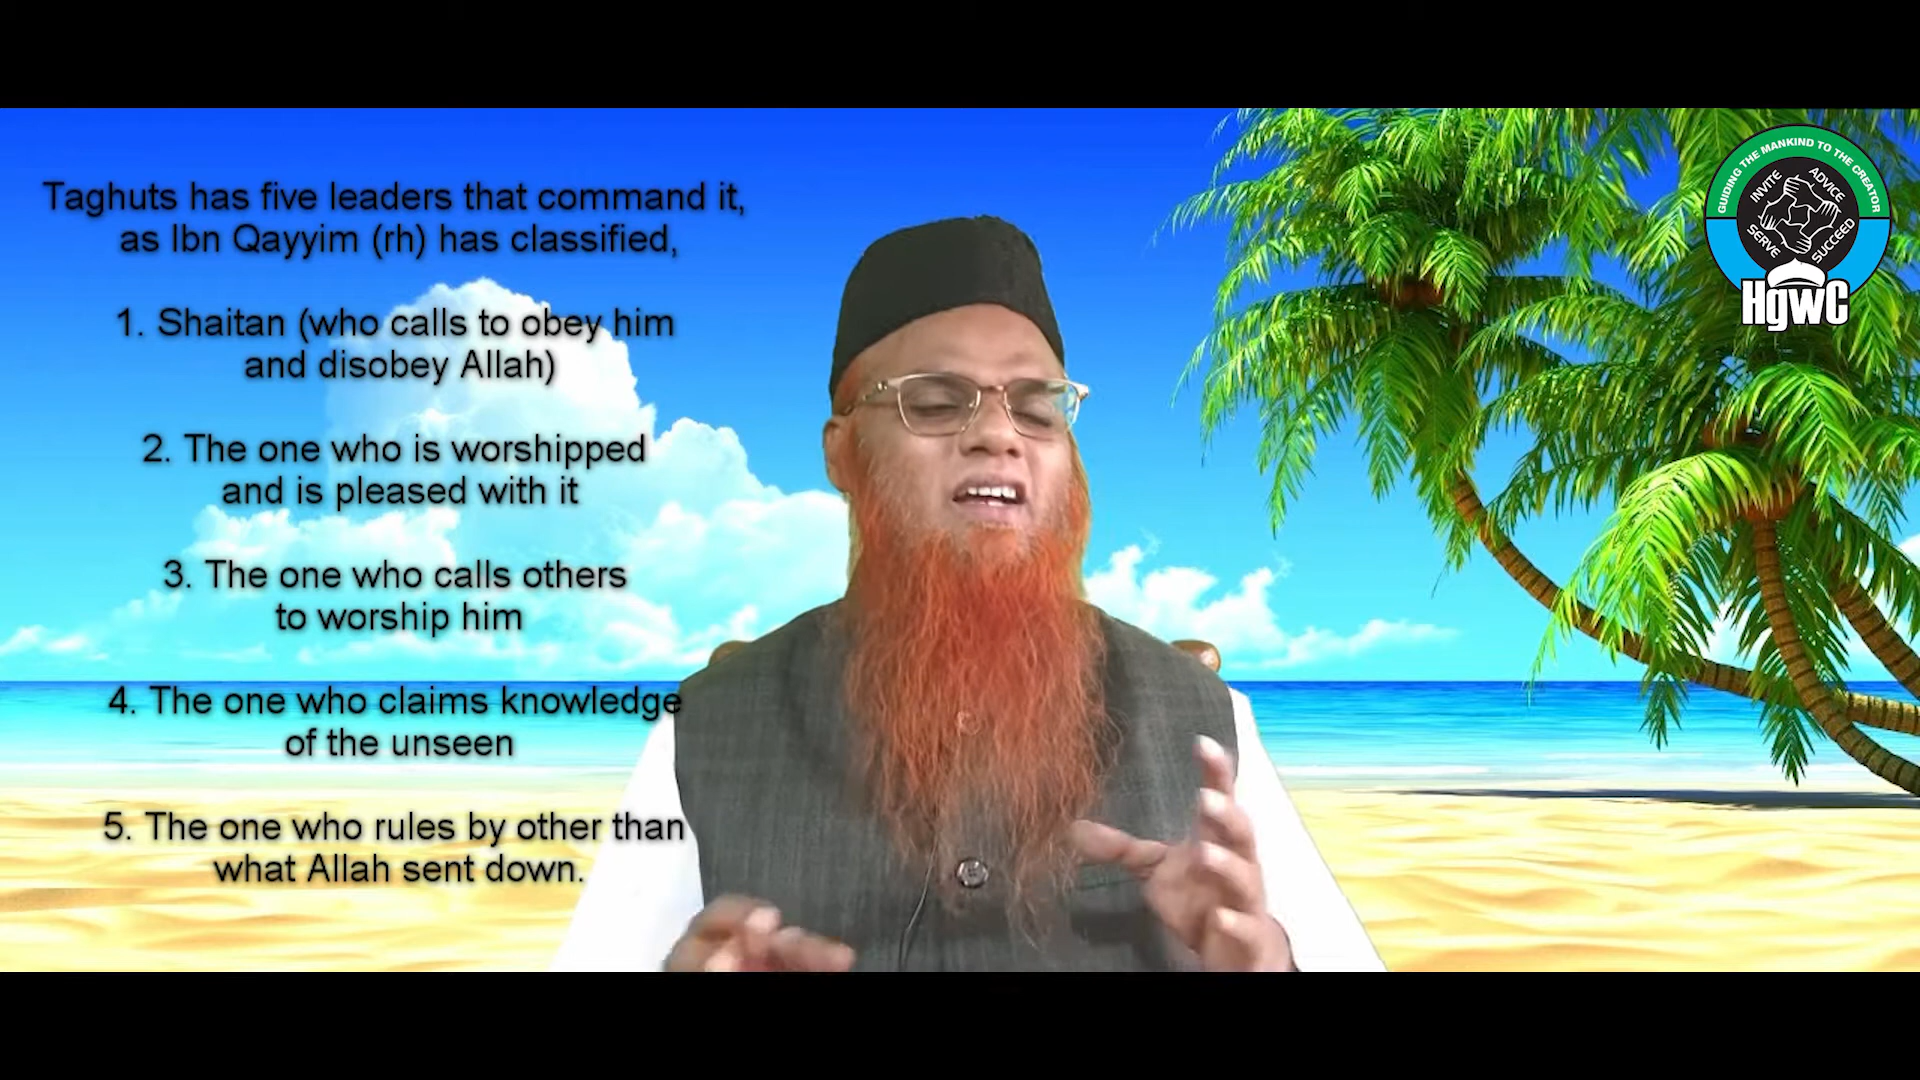 Taghuts has five leaders that command it,
as Ibn Qayyim (rh) has classified,
1. Shaitan (who calls to obey him
and disobey Allah)
2. The one who is worshipped
and is pleased with it
3. The one who calls others
to worship him
4. The one who claims knowledge
of the unseen
5. The one who rules by other than
what Allah sent down.
GUIDING THE MANKIND TO THE CREATOR
INVITE
ADVICE
SERVE
SUCCEED
HgwC